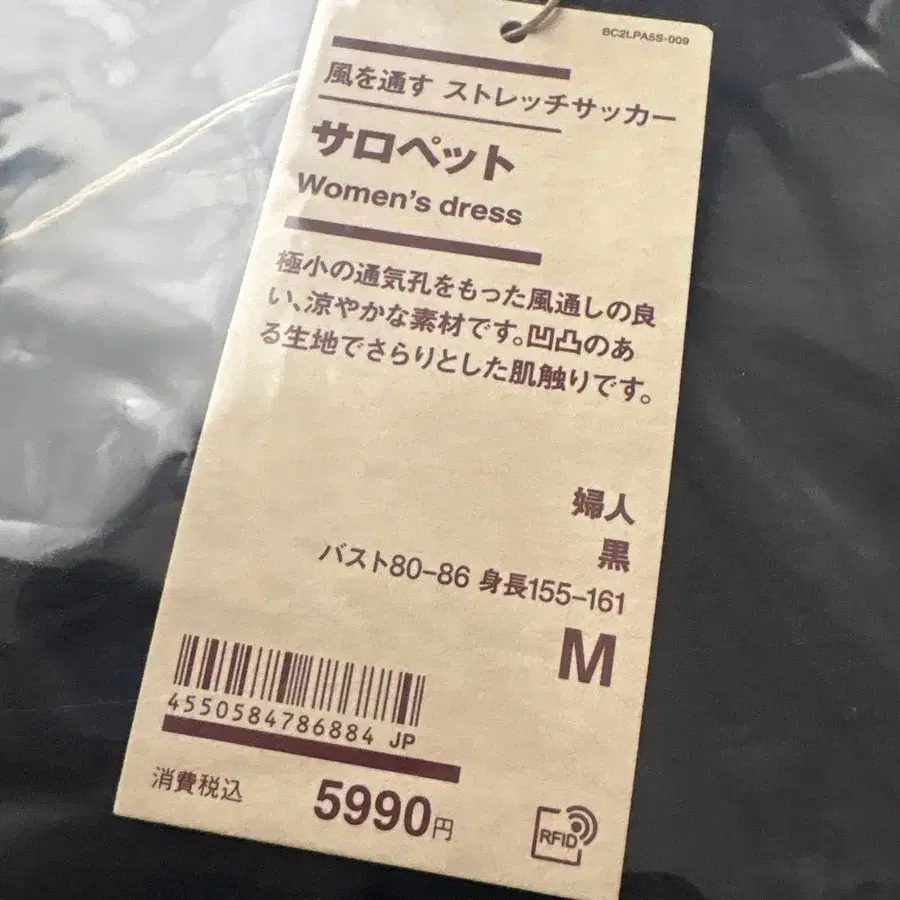 BC2LPA5S-009
風を通す ストレッチサッカー
サロペット
Women's dress
極小の通気孔をもった風通しの良
い、涼やかな素材です。凹凸のあ
る生地でさらりとした肌触りです。
婦人
黒
バスト80-86 身長155-161
M
4550584786884 JP
消費税込 5990円
RFID